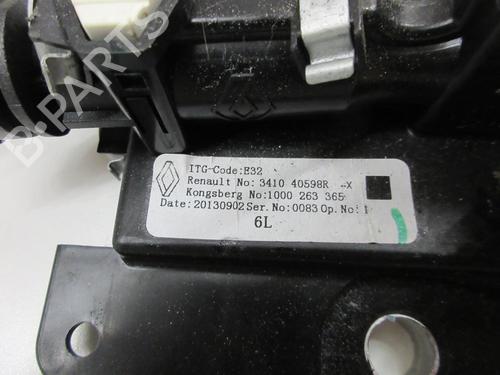 B-PARTS
ITG-Code:E32
Renault No: 3410 40598R -X
Kongsberg No:1000 263 365
Date:20130902 Ser.No:0083 Op.No:1
6L